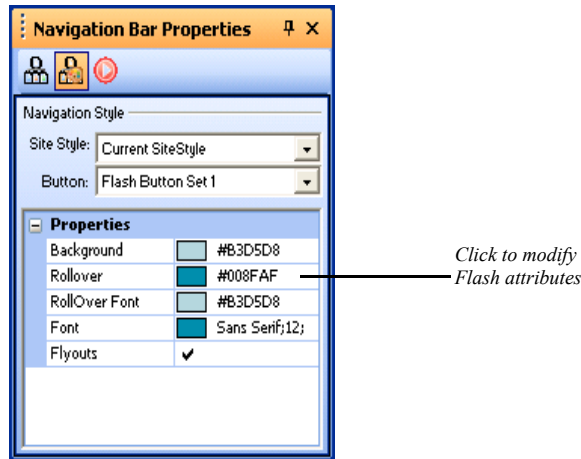 Navigation Bar Properties
Navigation Style
Site Style: Current SiteStyle
Button: Flash Button Set 1
Properties
Background #B3D5D8
Rollover #008FAF
RollOver Font #B3D5D8
Font Sans Serif;12;
Flyouts
Click to modify
Flash attributes